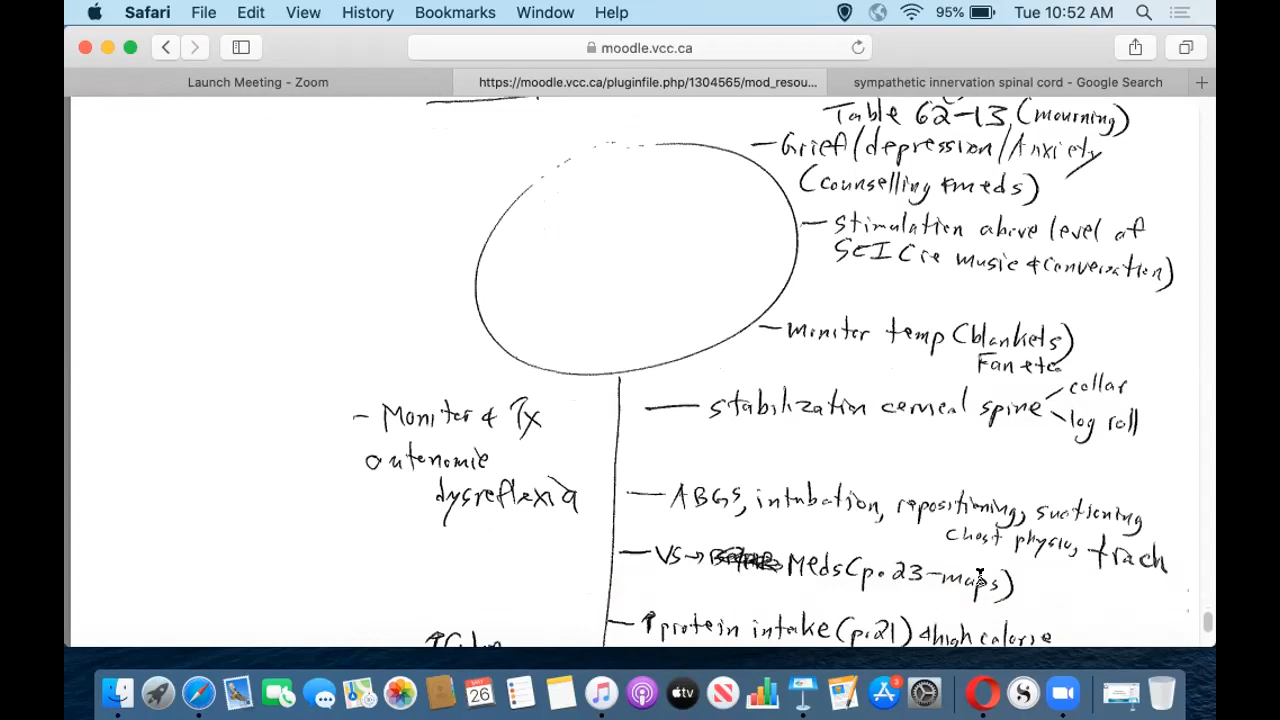 Safari File Edit View History Bookmarks Window Help 95% Tue 10:52 AM
moodle.vcc.ca
Launch Meeting - Zoom https://moodle.vcc.ca/pluginfile.php/1304565/mod_resou... sympathetic innervation spinal cord - Google Search
Table 62-13 (mourning)
- Grief/depression/Anxiety
(counselling + meds)
- stimulation above level of
SCI (ie music & conversation)
- monitor temp (blankets)
Fan etc.
- stabilization cervical spine
collar
log roll
- Monitor & Tx
autonomic
dysreflexia
- ABGs, intubation, repositioning, suctioning
chest physio, trach
- VS → Meds (p. 23 - maps)
- ↑ protein intake (p. 21) & high calorie
MAY
26
tv